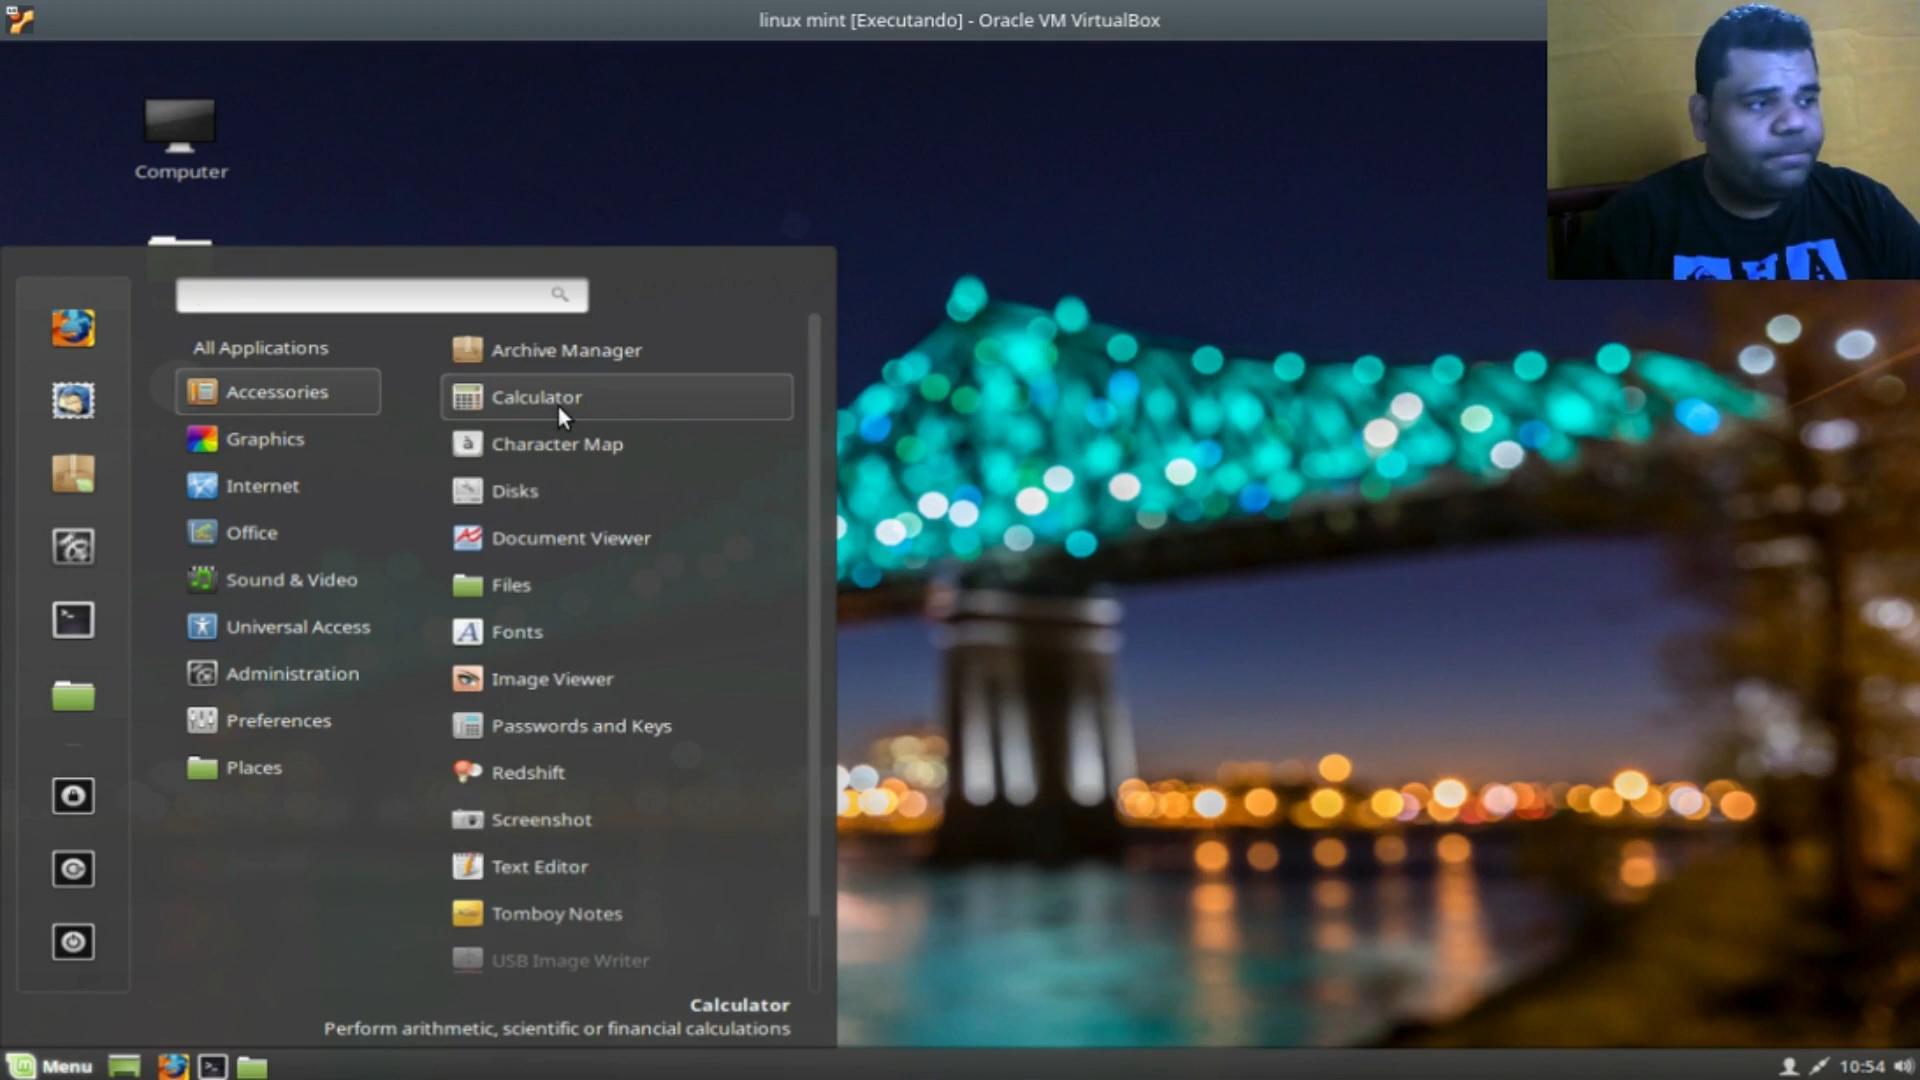 linux mint [Executando] - Oracle VM VirtualBox
Computer
All Applications
Accessories
Graphics
Internet
Office
Sound & Video
Universal Access
Administration
Preferences
Places
Archive Manager
Calculator
Character Map
Disks
Document Viewer
Files
Fonts
Image Viewer
Passwords and Keys
Redshift
Screenshot
Text Editor
Tomboy Notes
USB Image Writer
Calculator
Perform arithmetic, scientific or financial calculations
Menu
10:54